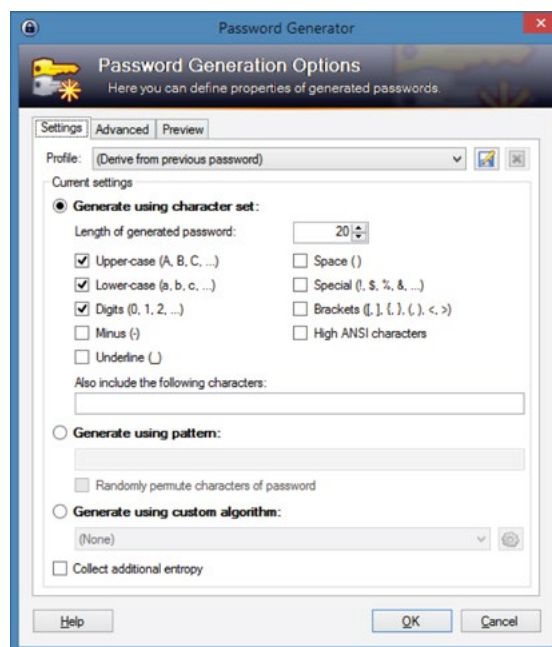 Password Generator
Password Generation Options
Here you can define properties of generated passwords.
Settings Advanced Preview
Profile: (Derive from previous password)
Current settings
Generate using character set:
Length of generated password: 20
Upper-case (A, B, C, ...) Space ( )
Lower-case (a, b, c, ...) Special (!, $, %, &, ...)
Digits (0, 1, 2, ...) Brackets ([, ], {, }, (, ), <, >)
Minus (-) High ANSI characters
Underline (_)
Also include the following characters:
Generate using pattern:
Randomly permute characters of password
Generate using custom algorithm:
(None)
Collect additional entropy
Help OK Cancel